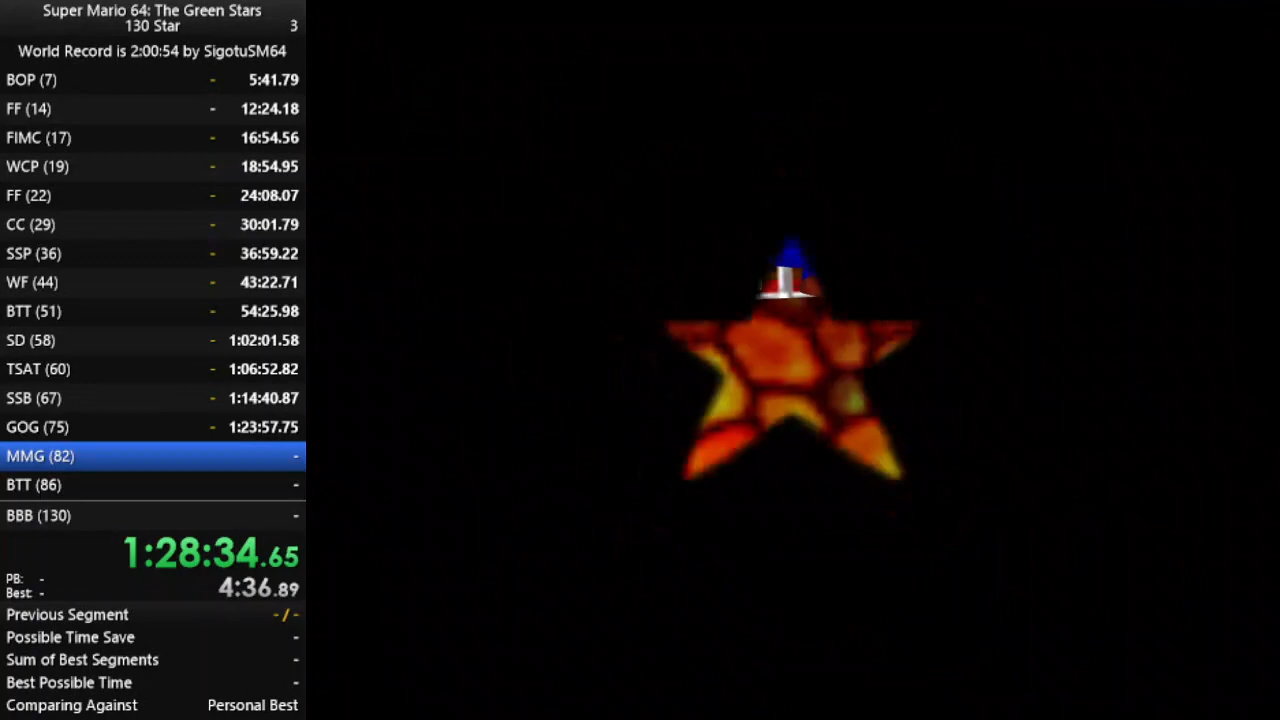 Super Mario 64: The Green Stars
130 Star 3
World Record is 2:00:54 by SigotuSM64
BOP (7) - 5:41.79
FF (14) - 12:24.18
FIMC (17) - 16:54.56
WCP (19) - 18:54.95
FF (22) - 24:08.07
CC (29) - 30:01.79
SSP (36) - 36:59.22
WF (44) - 43:22.71
BTT (51) - 54:25.98
SD (58) - 1:02:01.58
TSAT (60) - 1:06:52.82
SSB (67) - 1:14:40.87
GOG (75) - 1:23:57.75
MMG (82) -
BTT (86) -
BBB (130) -
1:28:34.65
PB: - 4:36.89
Best: -
Previous Segment - / -
Possible Time Save -
Sum of Best Segments -
Best Possible Time -
Comparing Against Personal Best